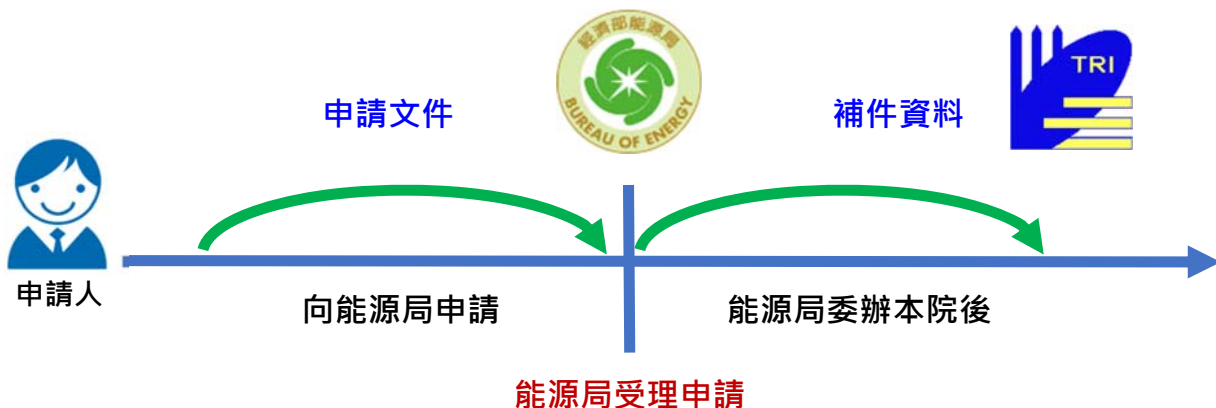 經濟部能源局
BUREAU OF ENERGY
TRI
申請文件
補件資料
申請人
向能源局申請
能源局委辦本院後
能源局受理申請